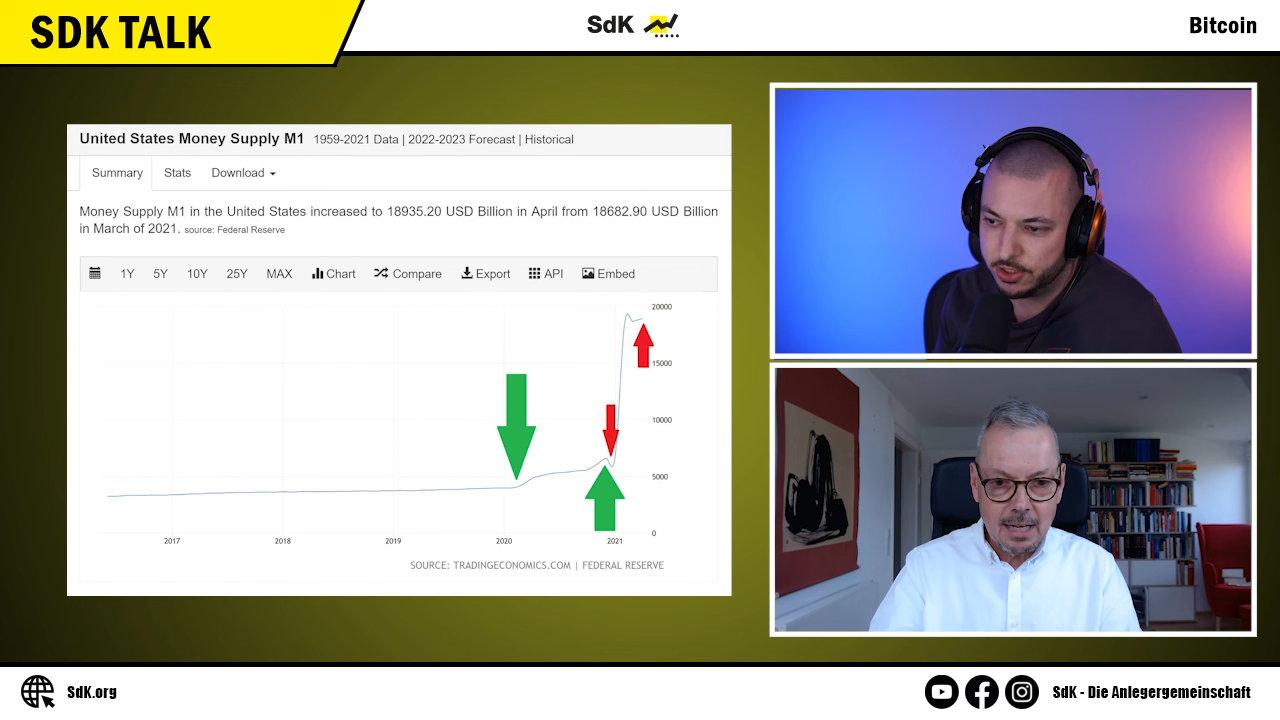 SDK TALK
SdK
Bitcoin
United States Money Supply M1 1959-2021 Data | 2022-2023 Forecast | Historical
Summary Stats Download
Money Supply M1 in the United States increased to 18935.20 USD Billion in April from 18682.90 USD Billion
in March of 2021. source: Federal Reserve
1Y 5Y 10Y 25Y MAX Chart Compare Export API Embed
20000
15000
10000
5000
0
2017 2018 2019 2020 2021
SOURCE: TRADINGECONOMICS.COM | FEDERAL RESERVE
SdK.org
SdK - Die Anlegergemeinschaft